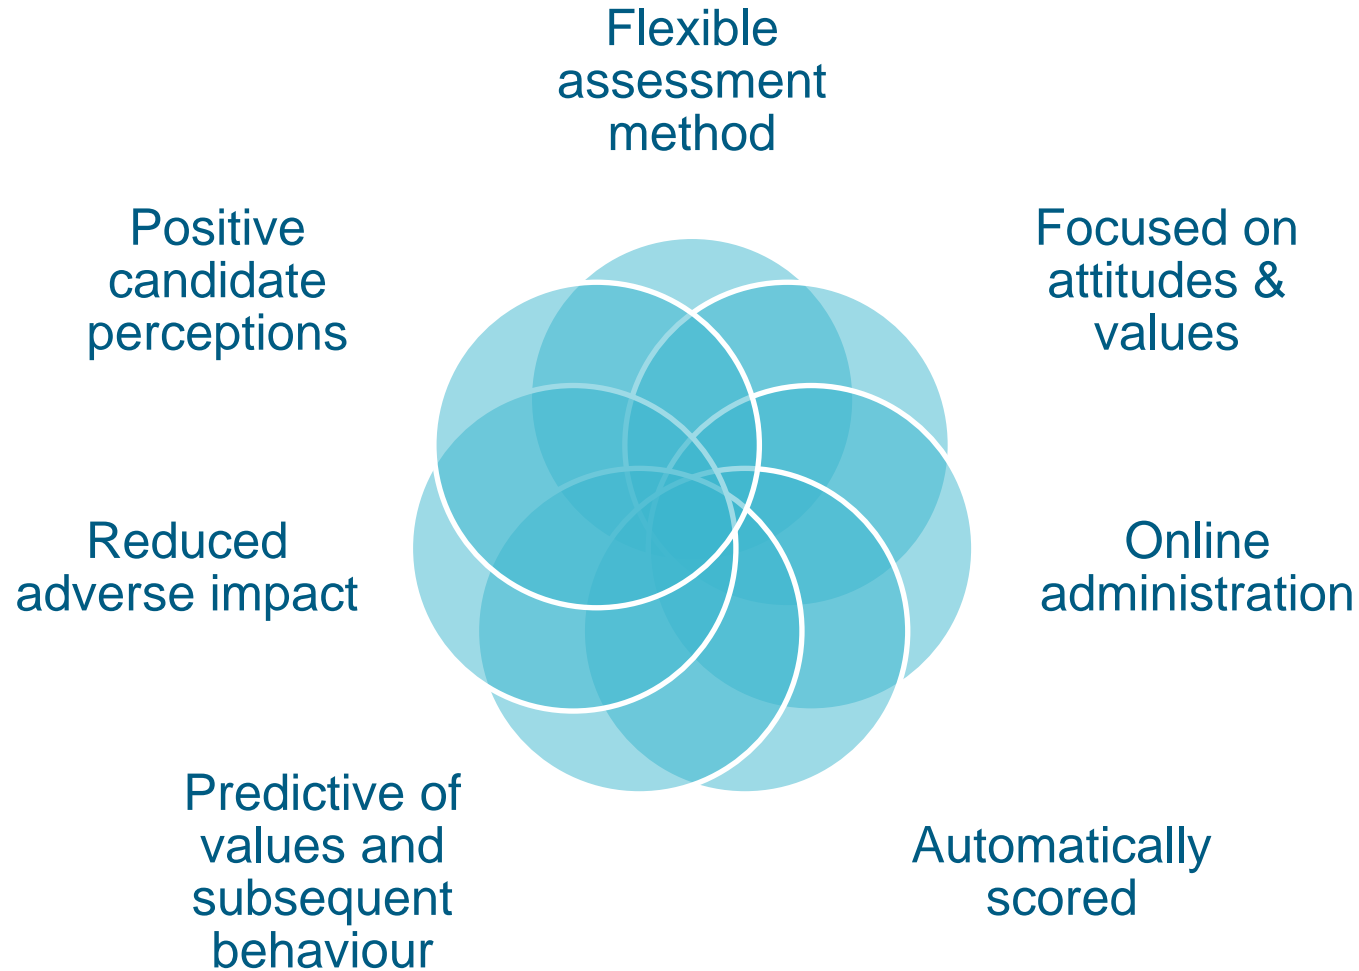 Flexible
assessment
method
Focused on
attitudes &
values
Online
administration
Automatically
scored
Predictive of
values and
subsequent
behaviour
Reduced
adverse impact
Positive
candidate
perceptions